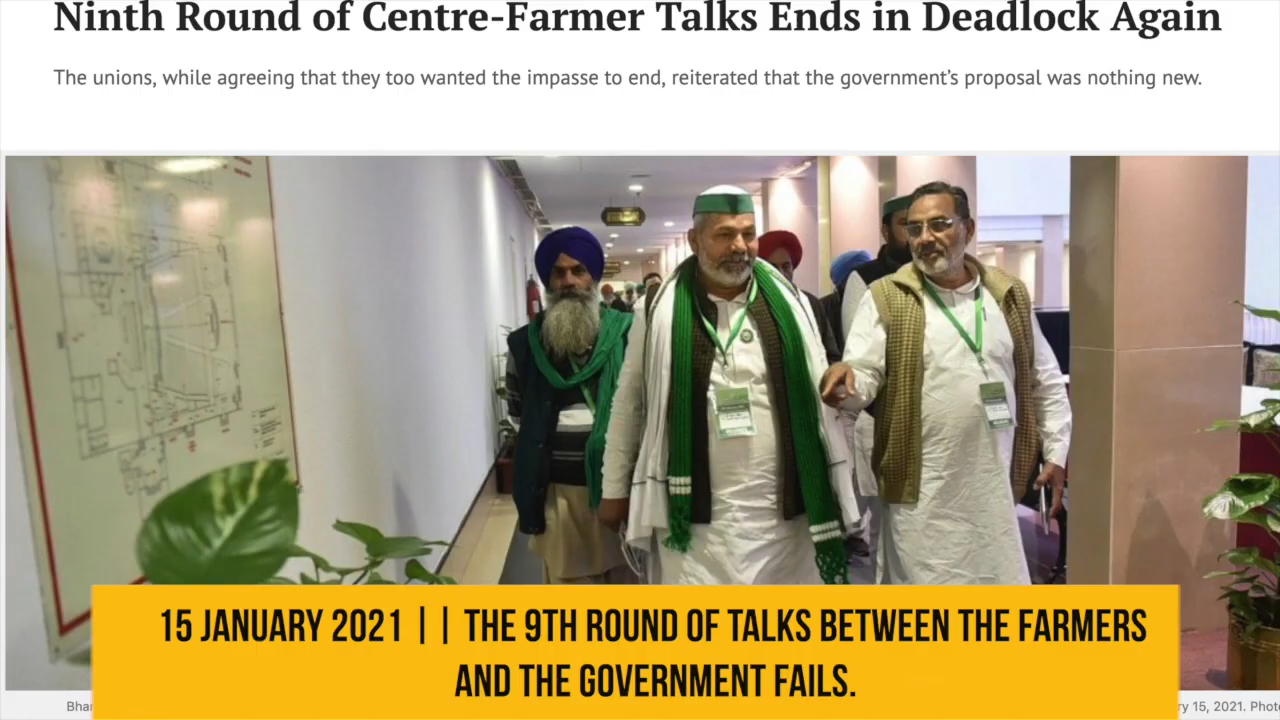 Ninth Round of Centre-Farmer Talks Ends in Deadlock Again
The unions, while agreeing that they too wanted the impasse to end, reiterated that the government's proposal was nothing new.
15 JANUARY 2021 || THE 9TH ROUND OF TALKS BETWEEN THE FARMERS
AND THE GOVERNMENT FAILS.
15, 2021.